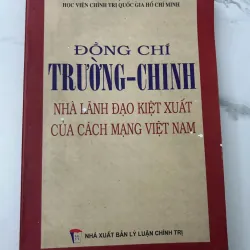 HỌC VIỆN CHÍNH TRỊ QUỐC GIA HỒ CHÍ MINH
ĐỒNG CHÍ
TRƯỜNG-CHINH
NHÀ LÃNH ĐẠO KIỆT XUẤT
CỦA CÁCH MẠNG VIỆT NAM
NHÀ XUẤT BẢN LÝ LUẬN CHÍNH TRỊ